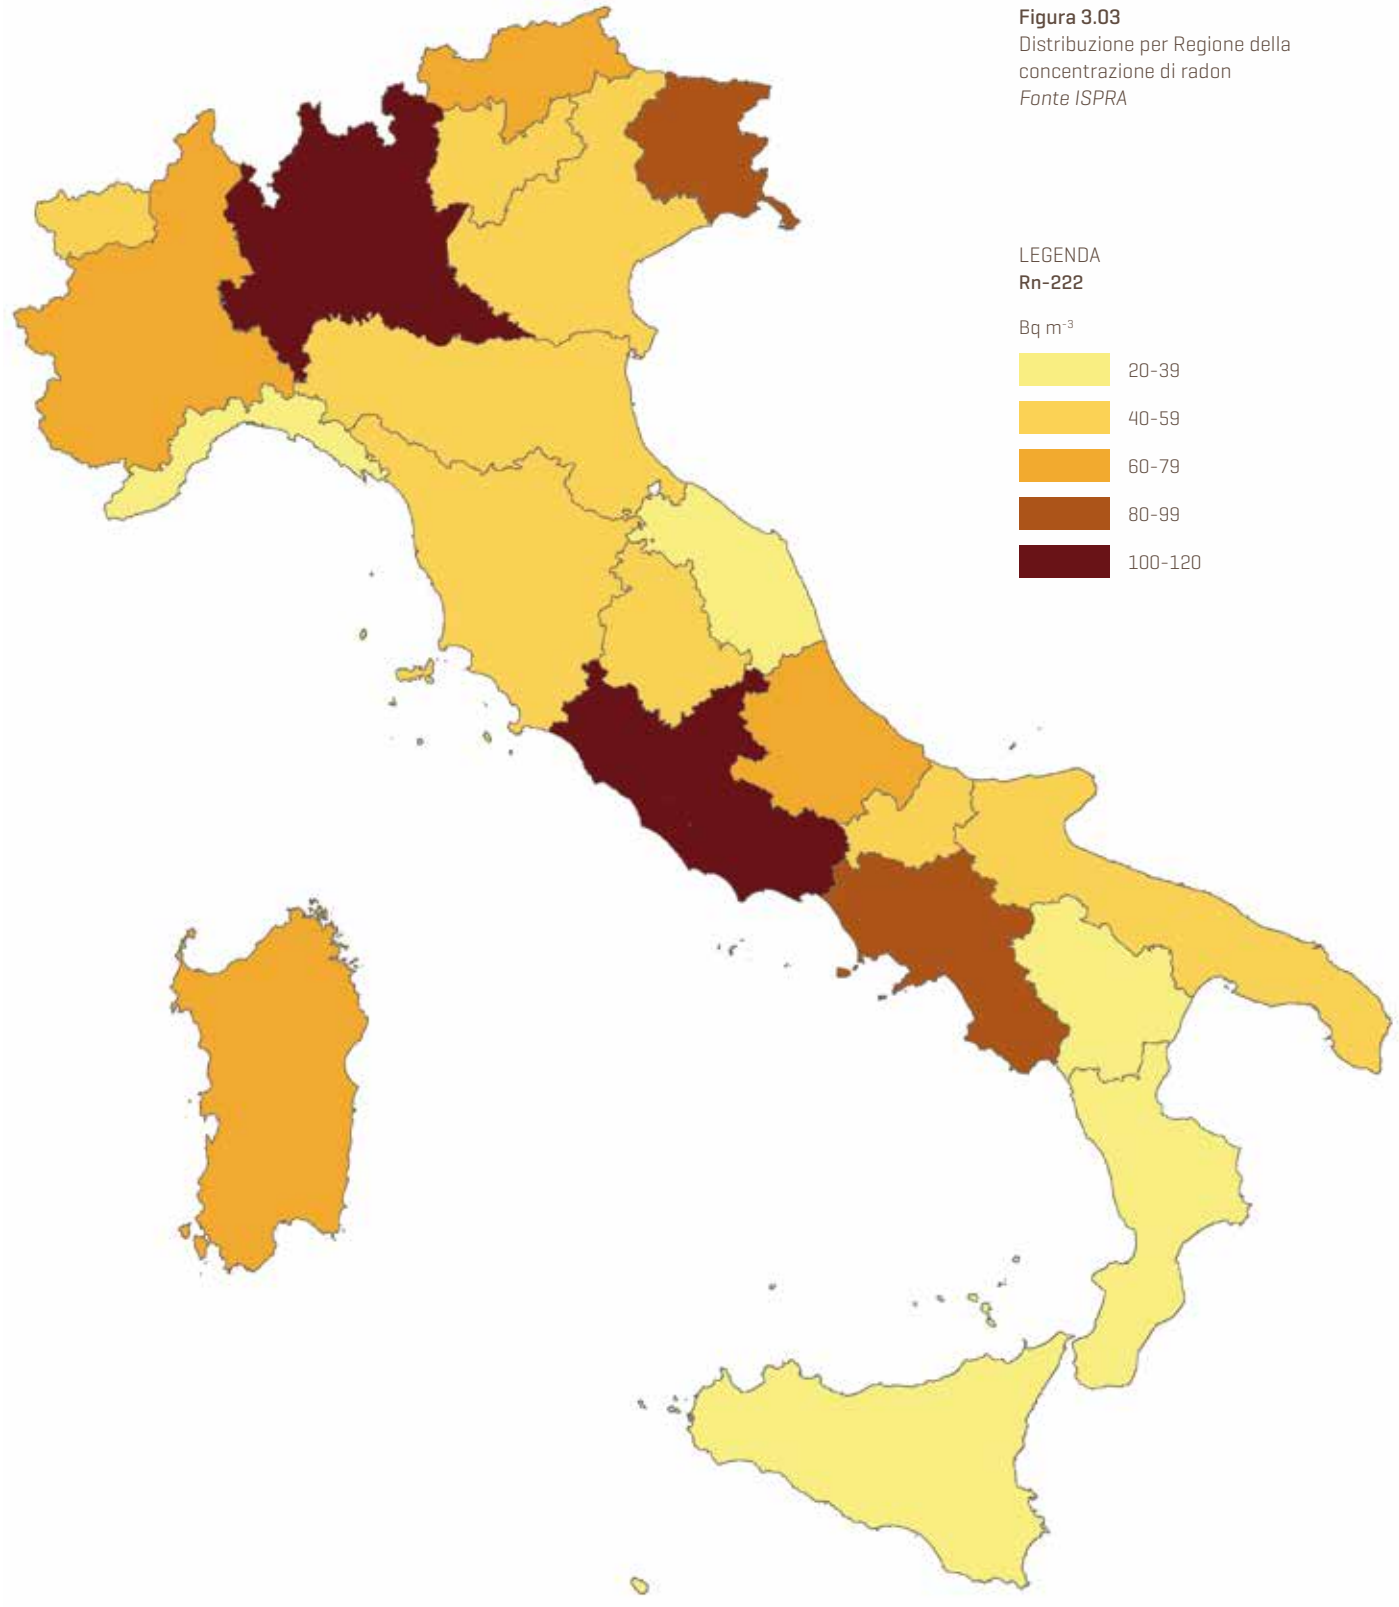 Figura 3.03
Distribuzione per Regione della
concentrazione di radon
Fonte ISPRA
LEGENDA
Rn-222
Bq m⁻³
20-39
40-59
60-79
80-99
100-120